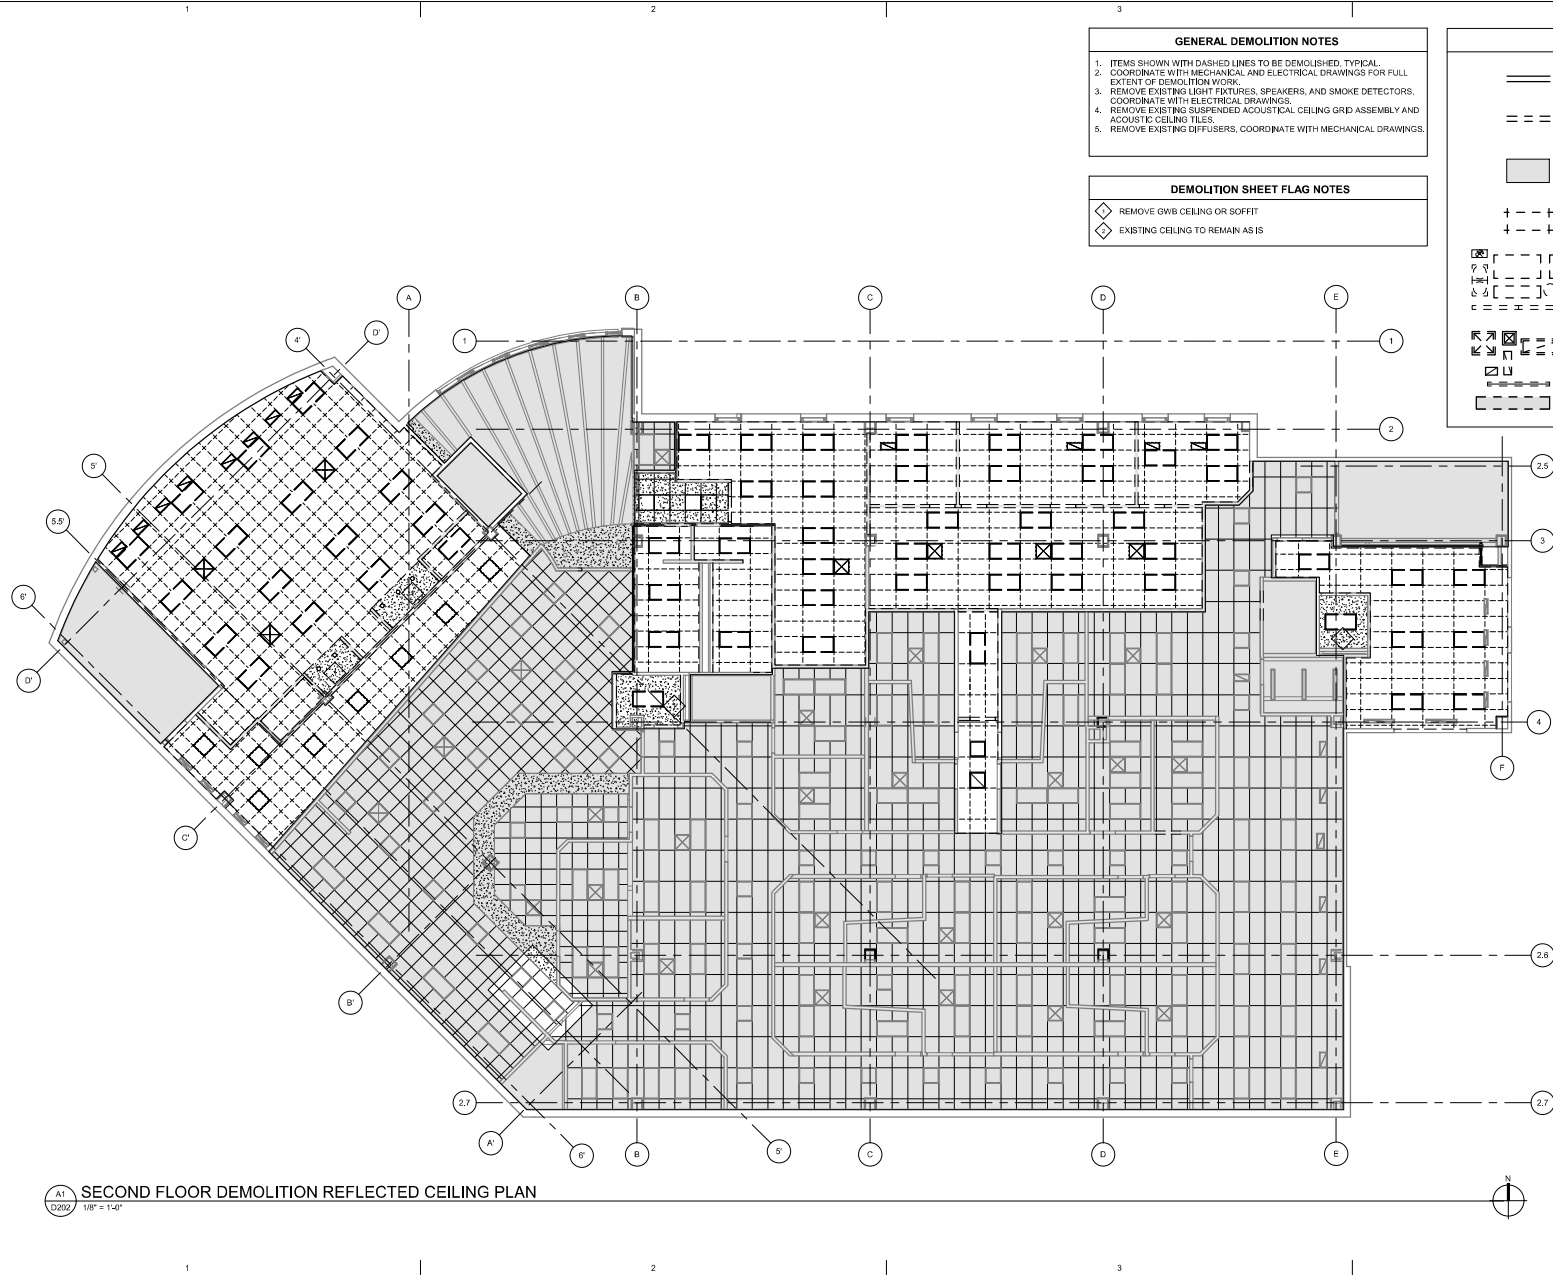 1 2 3
GENERAL DEMOLITION NOTES
1. ITEMS SHOWN WITH DASHED LINES TO BE DEMOLISHED, TYPICAL.
2. COORDINATE WITH MECHANICAL AND ELECTRICAL DRAWINGS FOR FULL
EXTENT OF DEMOLITION WORK.
3. REMOVE EXISTING LIGHT FIXTURES, SPEAKERS, AND SMOKE DETECTORS,
COORDINATE WITH ELECTRICAL DRAWINGS.
4. REMOVE EXISTING SUSPENDED ACOUSTICAL CEILING GRID ASSEMBLY AND
ACOUSTIC CEILING TILES.
5. REMOVE EXISTING DIFFUSERS, COORDINATE WITH MECHANICAL DRAWINGS.
DEMOLITION SHEET FLAG NOTES
1 REMOVE GWB CEILING OR SOFFIT
2 EXISTING CEILING TO REMAIN AS IS
A B C D E
4' D' 1 1
2
5' 2.5
5.5' 3
6'
D' 4
F
C'
2.6
B'
2.7 2.7
A' 6' B 5' C D E
A1 SECOND FLOOR DEMOLITION REFLECTED CEILING PLAN
D202 1/8" = 1'-0"
N
1 2 3